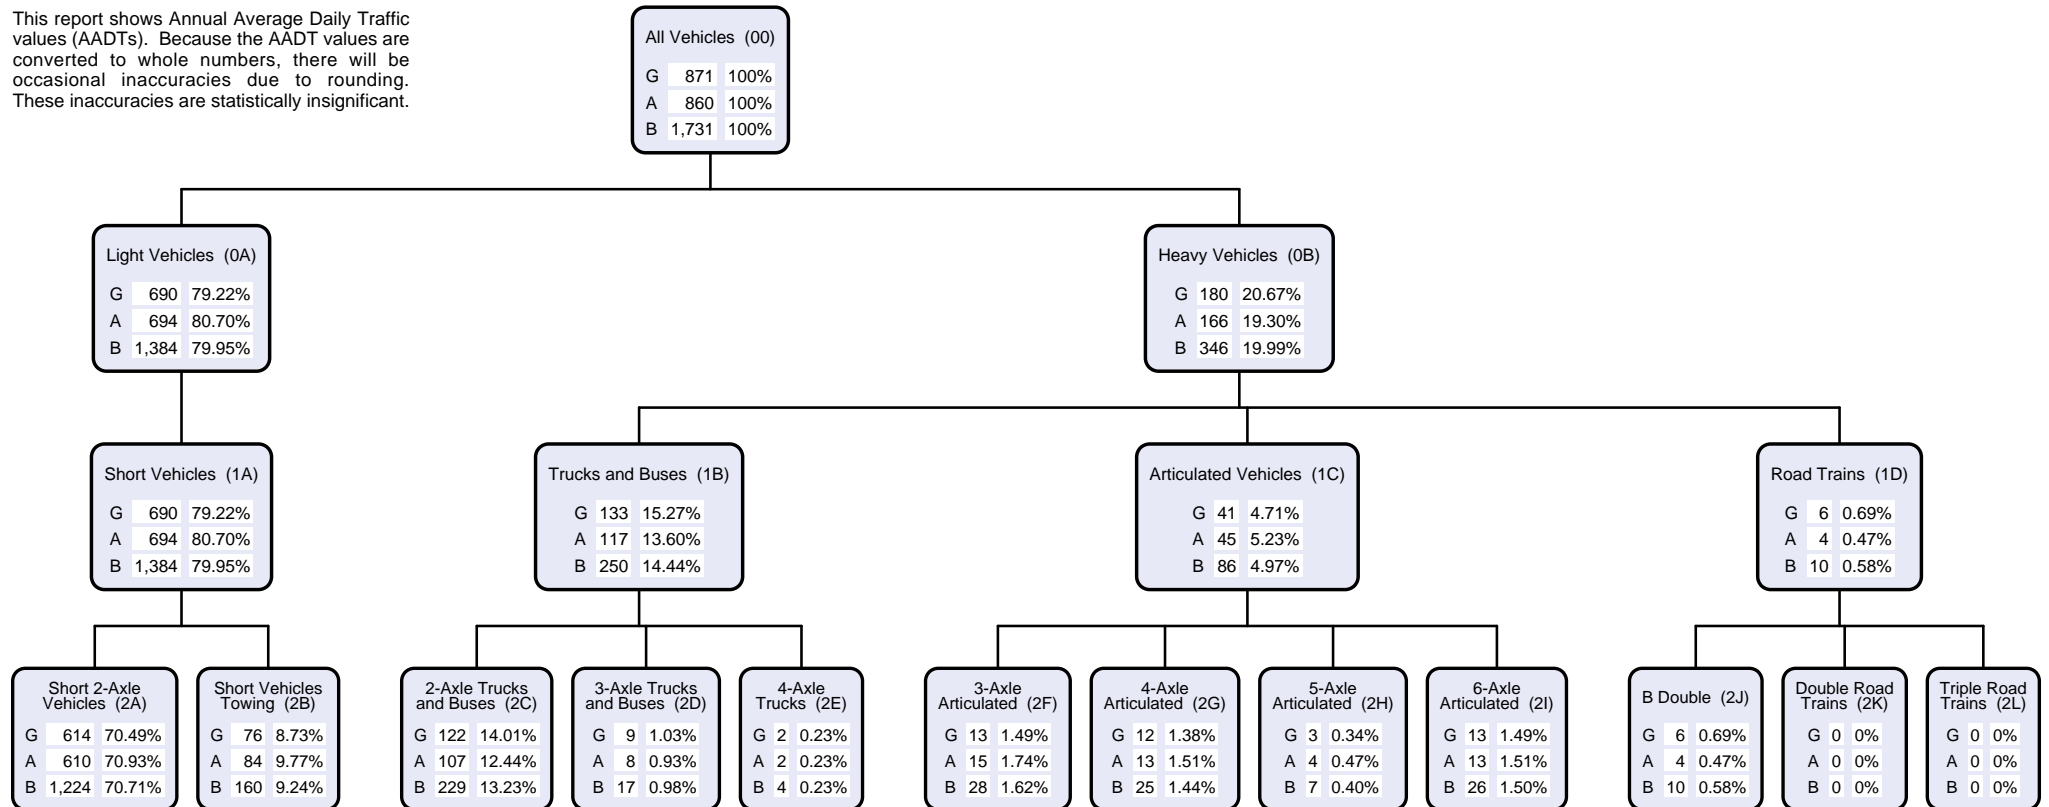 This report shows Annual Average Daily Traffic
values (AADTs). Because the AADT values are
converted to whole numbers, there will be
occasional inaccuracies due to rounding.
These inaccuracies are statistically insignificant.
All Vehicles (00)
G 871 100%
A 860 100%
B 1,731 100%
Light Vehicles (0A)
G 690 79.22%
A 694 80.70%
B 1,384 79.95%
Heavy Vehicles (0B)
G 180 20.67%
A 166 19.30%
B 346 19.99%
Short Vehicles (1A)
G 690 79.22%
A 694 80.70%
B 1,384 79.95%
Trucks and Buses (1B)
G 133 15.27%
A 117 13.60%
B 250 14.44%
Articulated Vehicles (1C)
G 41 4.71%
A 45 5.23%
B 86 4.97%
Road Trains (1D)
G 6 0.69%
A 4 0.47%
B 10 0.58%
Short 2-Axle
Vehicles (2A)
G 614 70.49%
A 610 70.93%
B 1,224 70.71%
Short Vehicles
Towing (2B)
G 76 8.73%
A 84 9.77%
B 160 9.24%
2-Axle Trucks
and Buses (2C)
G 122 14.01%
A 107 12.44%
B 229 13.23%
3-Axle Trucks
and Buses (2D)
G 9 1.03%
A 8 0.93%
B 17 0.98%
4-Axle
Trucks (2E)
G 2 0.23%
A 2 0.23%
B 4 0.23%
3-Axle
Articulated (2F)
G 13 1.49%
A 15 1.74%
B 28 1.62%
4-Axle
Articulated (2G)
G 12 1.38%
A 13 1.51%
B 25 1.44%
5-Axle
Articulated (2H)
G 3 0.34%
A 4 0.47%
B 7 0.40%
6-Axle
Articulated (2I)
G 13 1.49%
A 13 1.51%
B 26 1.50%
B Double (2J)
G 6 0.69%
A 4 0.47%
B 10 0.58%
Double Road
Trains (2K)
G 0 0%
A 0 0%
B 0 0%
Triple Road
Trains (2L)
G 0 0%
A 0 0%
B 0 0%